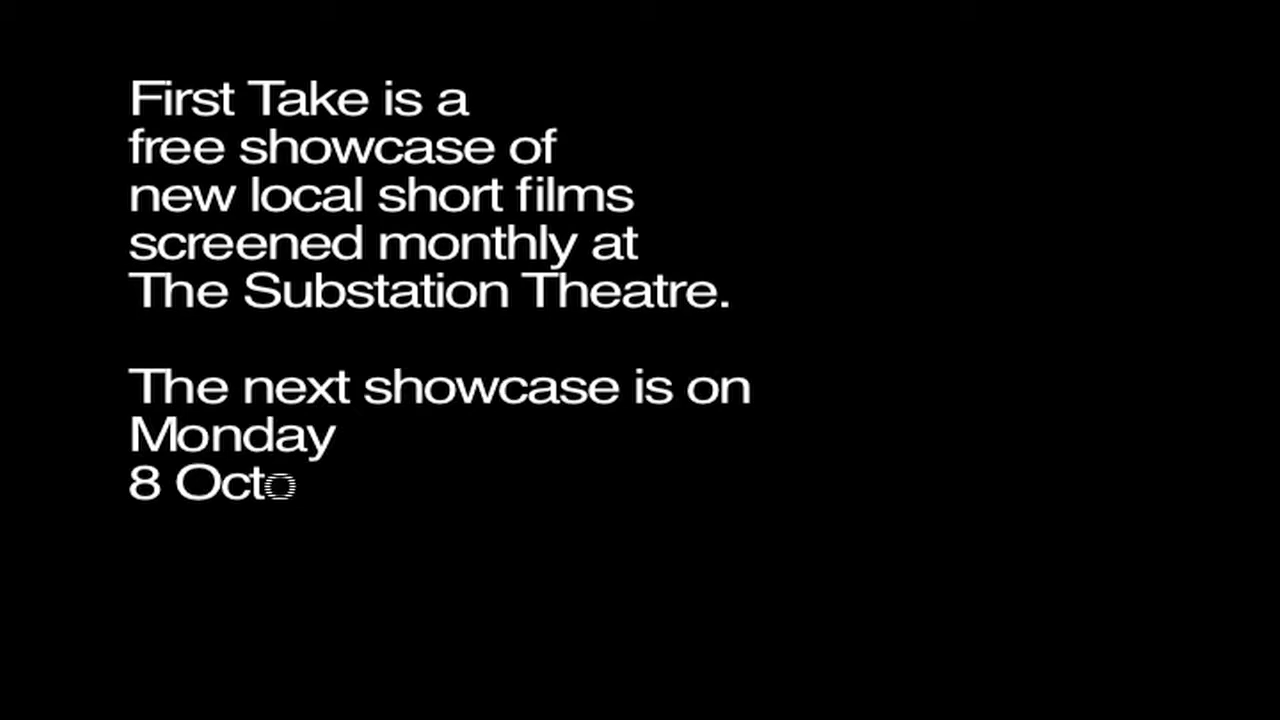 First Take is a
free showcase of
new local short films
screened monthly at
The Substation Theatre.
The next showcase is on
Monday
8 Octo